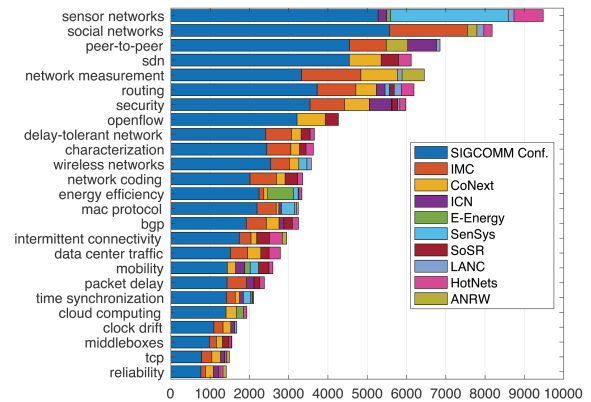 sensor networks
social networks
peer-to-peer
sdn
network measurement
routing
security
openflow
delay-tolerant network
characterization
wireless networks
network coding
energy efficiency
mac protocol
bgp
intermittent connectivity
data center traffic
mobility
packet delay
time synchronization
cloud computing
clock drift
middleboxes
tcp
reliability
SIGCOMM Conf.
IMC
CoNext
ICN
E-Energy
SenSys
SoSR
LANC
HotNets
ANRW
0 1000 2000 3000 4000 5000 6000 7000 8000 9000 10000